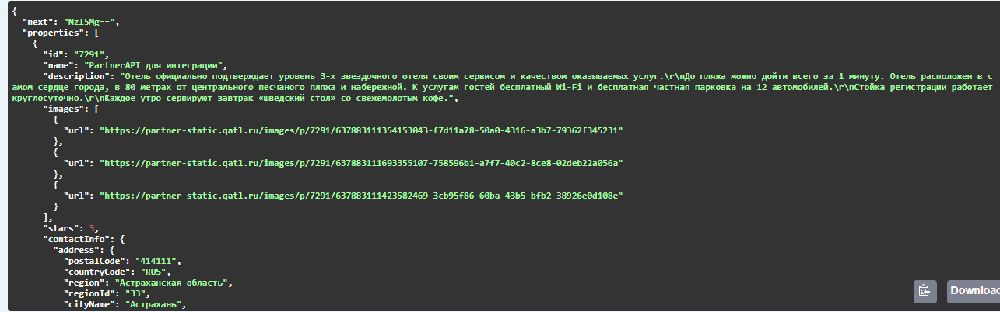 {
"next": "NzI5Mg==",
"properties": [
{
"id": "7291",
"name": "PartnerAPI для интеграции",
"description": "Отель официально подтверждает уровень 3-х звездочного отеля своим сервисом и качеством оказываемых услуг.\r\nДо пляжа можно дойти всего за 1 минуту. Отель расположен в с
амом сердце города, в 80 метрах от центрального песчаного пляжа и набережной. К услугам гостей бесплатный Wi-Fi и бесплатная частная парковка на 12 автомобилей.\r\nСтойка регистрации работает
круглосуточно.\r\nКаждое утро сервируют завтрак «шведский стол» со свежемолотым кофе.",
"images": [
{
"url": "https://partner-static.qatl.ru/images/p/7291/637883111354153043-f7d11a78-50a0-4316-a3b7-79362f345231"
},
{
"url": "https://partner-static.qatl.ru/images/p/7291/637883111693355107-758596b1-a7f7-40c2-8ce8-02deb22a056a"
},
{
"url": "https://partner-static.qatl.ru/images/p/7291/637883111423582469-3cb95f86-60ba-43b5-bfb2-38926e0d108e"
}
],
"stars": 3,
"contactInfo": {
"address": {
"postalCode": "414111",
"countryCode": "RUS",
"region": "Астраханская область",
"regionId": "33",
"cityName": "Астрахань",
Download